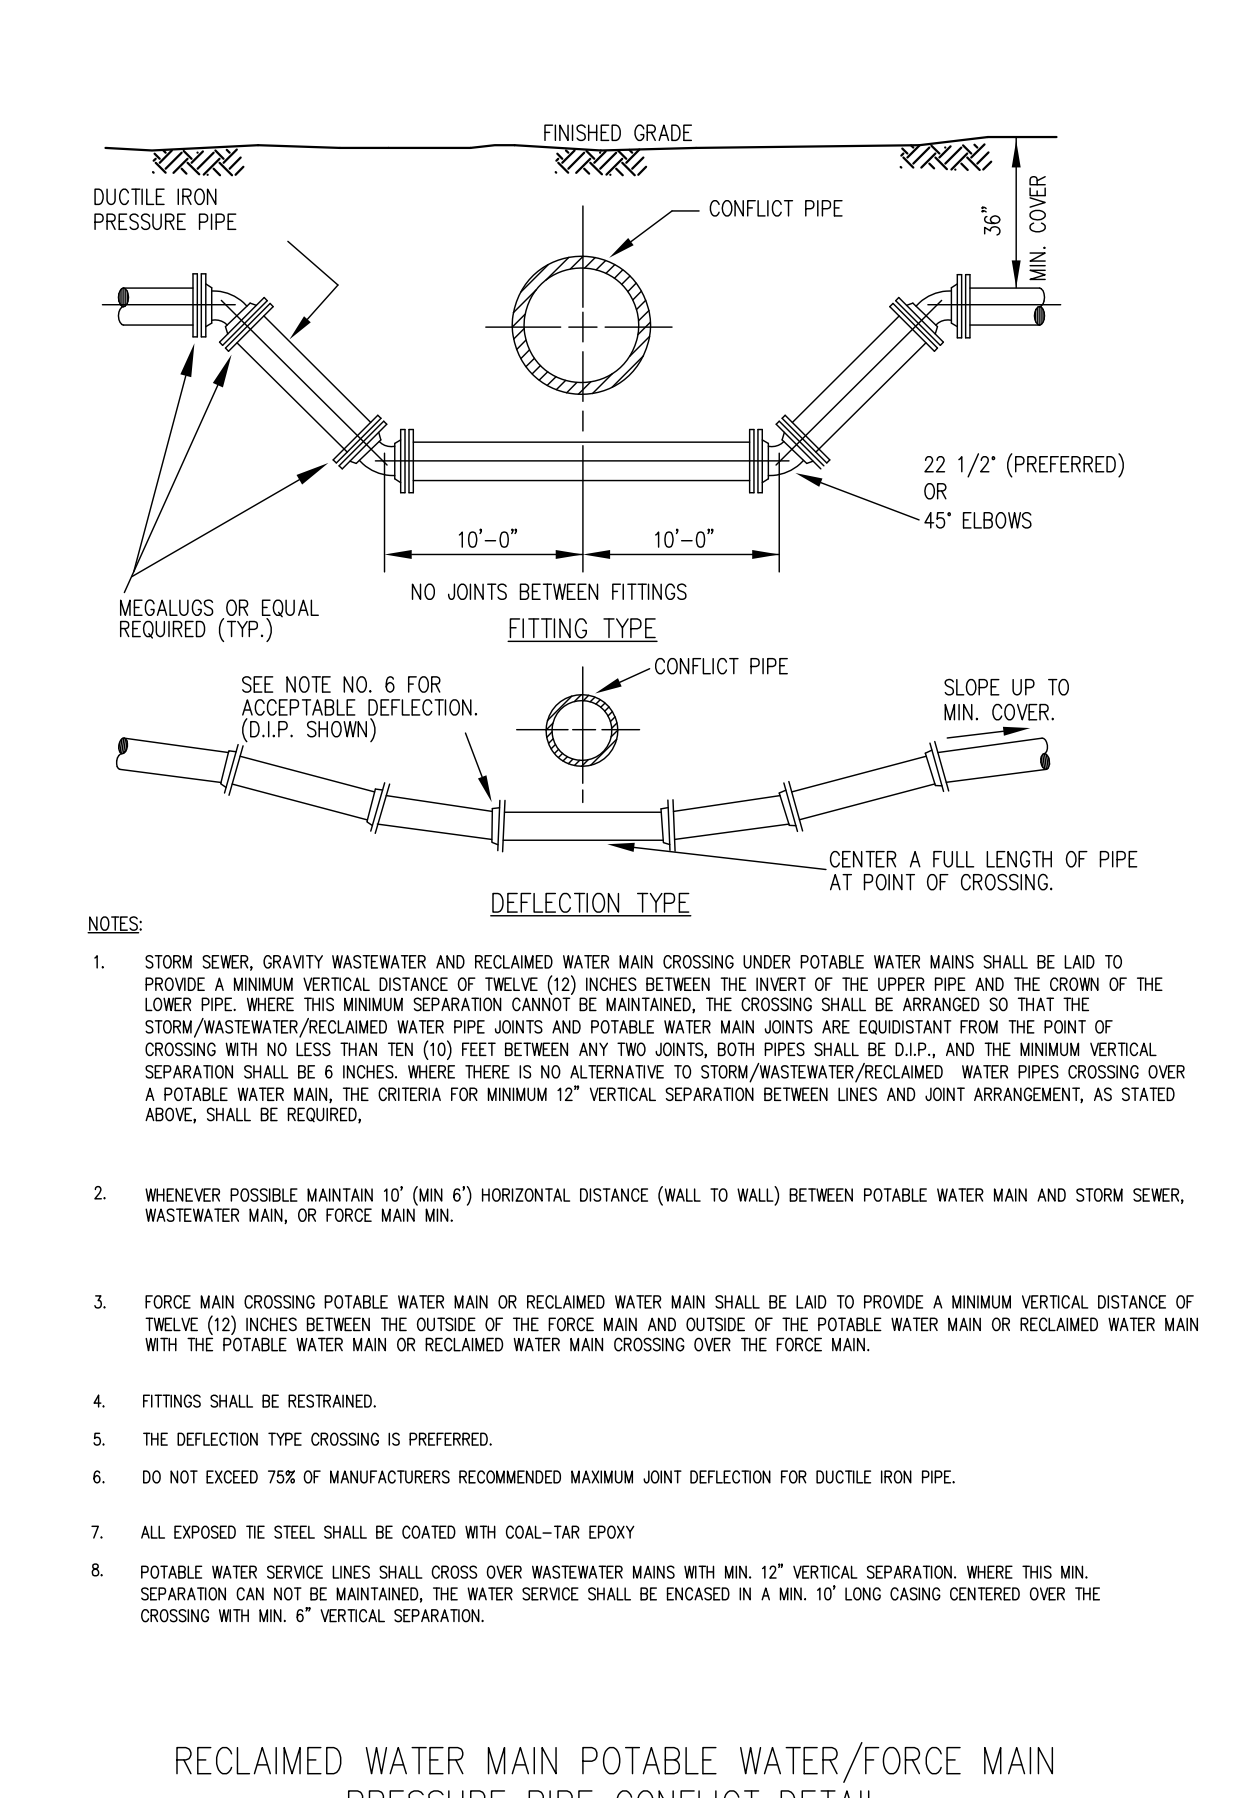 FINISHED GRADE
DUCTILE IRON
PRESSURE PIPE
CONFLICT PIPE
36"
MIN. COVER
22 1/2° (PREFERRED)
OR
45° ELBOWS
10'-0"
10'-0"
NO JOINTS BETWEEN FITTINGS
MEGALUGS OR EQUAL
REQUIRED (TYP.)
FITTING TYPE
CONFLICT PIPE
SEE NOTE NO. 6 FOR
ACCEPTABLE DEFLECTION.
(D.I.P. SHOWN)
SLOPE UP TO
MIN. COVER.
CENTER A FULL LENGTH OF PIPE
AT POINT OF CROSSING.
DEFLECTION TYPE
NOTES:
1. STORM SEWER, GRAVITY WASTEWATER AND RECLAIMED WATER MAIN CROSSING UNDER POTABLE WATER MAINS SHALL BE LAID TO
PROVIDE A MINIMUM VERTICAL DISTANCE OF TWELVE (12) INCHES BETWEEN THE INVERT OF THE UPPER PIPE AND THE CROWN OF THE
LOWER PIPE. WHERE THIS MINIMUM SEPARATION CANNOT BE MAINTAINED, THE CROSSING SHALL BE ARRANGED SO THAT THE
STORM/WASTEWATER/RECLAIMED WATER PIPE JOINTS AND POTABLE WATER MAIN JOINTS ARE EQUIDISTANT FROM THE POINT OF
CROSSING WITH NO LESS THAN TEN (10) FEET BETWEEN ANY TWO JOINTS, BOTH PIPES SHALL BE D.I.P., AND THE MINIMUM VERTICAL
SEPARATION SHALL BE 6 INCHES. WHERE THERE IS NO ALTERNATIVE TO STORM/WASTEWATER/RECLAIMED WATER PIPES CROSSING OVER
A POTABLE WATER MAIN, THE CRITERIA FOR MINIMUM 12" VERTICAL SEPARATION BETWEEN LINES AND JOINT ARRANGEMENT, AS STATED
ABOVE, SHALL BE REQUIRED,
2. WHENEVER POSSIBLE MAINTAIN 10' (MIN 6') HORIZONTAL DISTANCE (WALL TO WALL) BETWEEN POTABLE WATER MAIN AND STORM SEWER,
WASTEWATER MAIN, OR FORCE MAIN MIN.
3. FORCE MAIN CROSSING POTABLE WATER MAIN OR RECLAIMED WATER MAIN SHALL BE LAID TO PROVIDE A MINIMUM VERTICAL DISTANCE OF
TWELVE (12) INCHES BETWEEN THE OUTSIDE OF THE FORCE MAIN AND OUTSIDE OF THE POTABLE WATER MAIN OR RECLAIMED WATER MAIN
WITH THE POTABLE WATER MAIN OR RECLAIMED WATER MAIN CROSSING OVER THE FORCE MAIN.
4. FITTINGS SHALL BE RESTRAINED.
5. THE DEFLECTION TYPE CROSSING IS PREFERRED.
6. DO NOT EXCEED 75% OF MANUFACTURERS RECOMMENDED MAXIMUM JOINT DEFLECTION FOR DUCTILE IRON PIPE.
7. ALL EXPOSED TIE STEEL SHALL BE COATED WITH COAL-TAR EPOXY
8. POTABLE WATER SERVICE LINES SHALL CROSS OVER WASTEWATER MAINS WITH MIN. 12" VERTICAL SEPARATION. WHERE THIS MIN.
SEPARATION CAN NOT BE MAINTAINED, THE WATER SERVICE SHALL BE ENCASED IN A MIN. 10' LONG CASING CENTERED OVER THE
CROSSING WITH MIN. 6" VERTICAL SEPARATION.
RECLAIMED WATER MAIN POTABLE WATER/FORCE MAIN
PRESSURE PIPE CONFLICT DETAIL